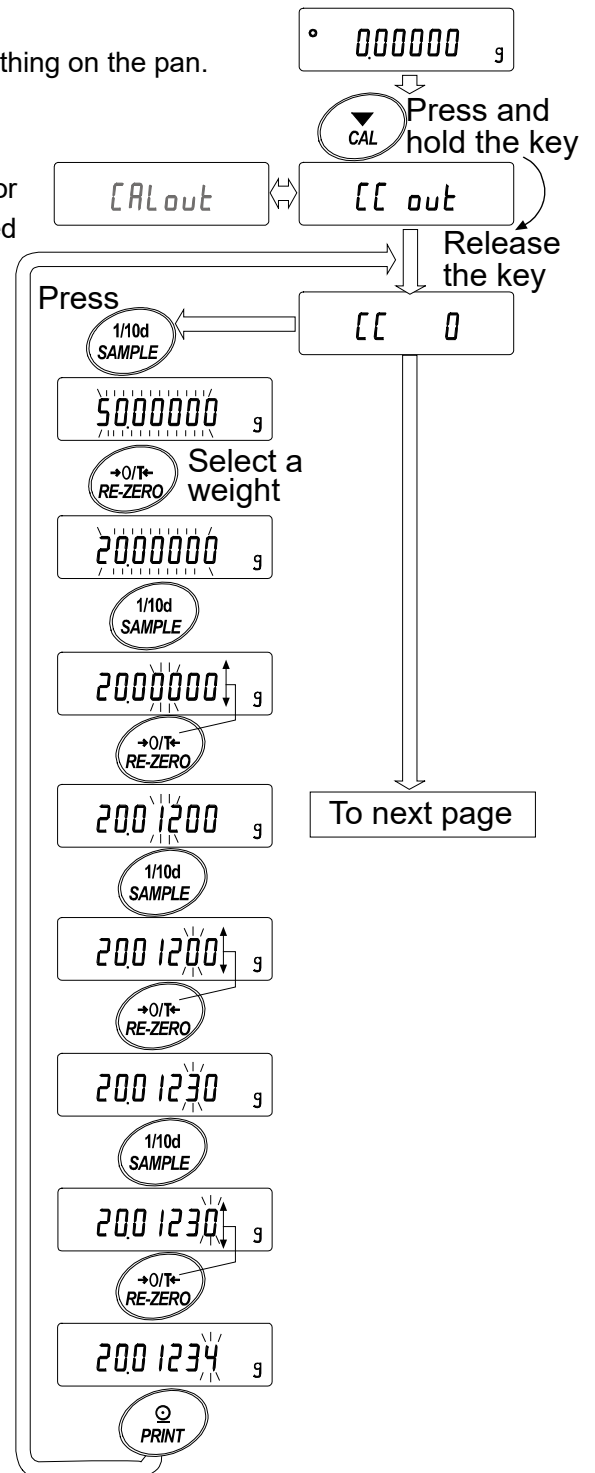 0.00000 g
thing on the pan.
CAL
Press and
hold the key
or
ed
CALout
CC out
Release
the key
Press
1/10d
SAMPLE
CC 0
50.00000 g
→0/T←
RE-ZERO
Select a
weight
20.00000 g
1/10d
SAMPLE
20.00000 g
→0/T←
RE-ZERO
To next page
20.01200 g
1/10d
SAMPLE
20.01200 g
→0/T←
RE-ZERO
20.01230 g
1/10d
SAMPLE
20.01230 g
→0/T←
RE-ZERO
20.01234 g
PRINT